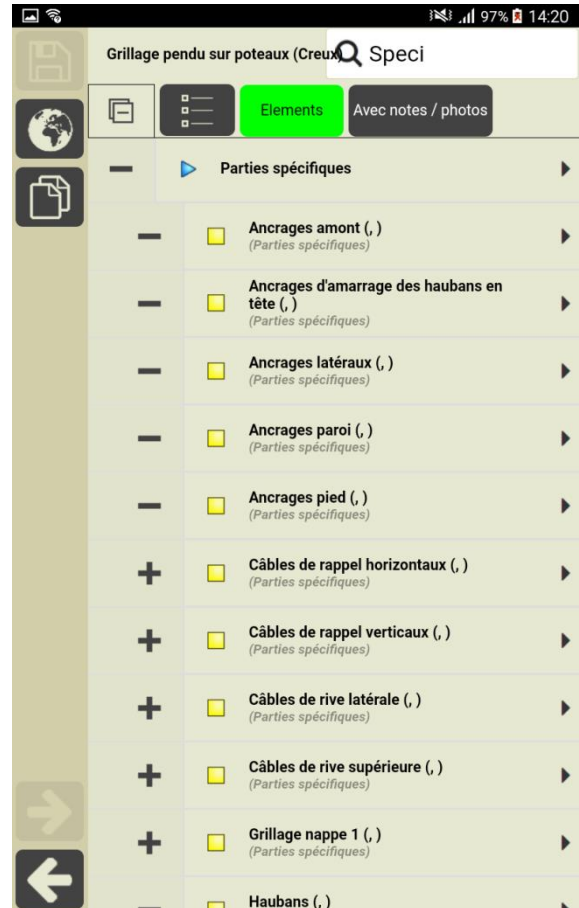 97% 14:20
Grillage pendu sur poteaux (Creux)
Speci
Elements
Avec notes / photos
Parties spécifiques
Ancrages amont (, )
(Parties spécifiques)
Ancrages d'amarrage des haubans en
tête (, )
(Parties spécifiques)
Ancrages latéraux (, )
(Parties spécifiques)
Ancrages paroi (, )
(Parties spécifiques)
Ancrages pied (, )
(Parties spécifiques)
Câbles de rappel horizontaux (, )
(Parties spécifiques)
Câbles de rappel verticaux (, )
(Parties spécifiques)
Câbles de rive latérale (, )
(Parties spécifiques)
Câbles de rive supérieure (, )
(Parties spécifiques)
Grillage nappe 1 (, )
(Parties spécifiques)
Haubans (, )